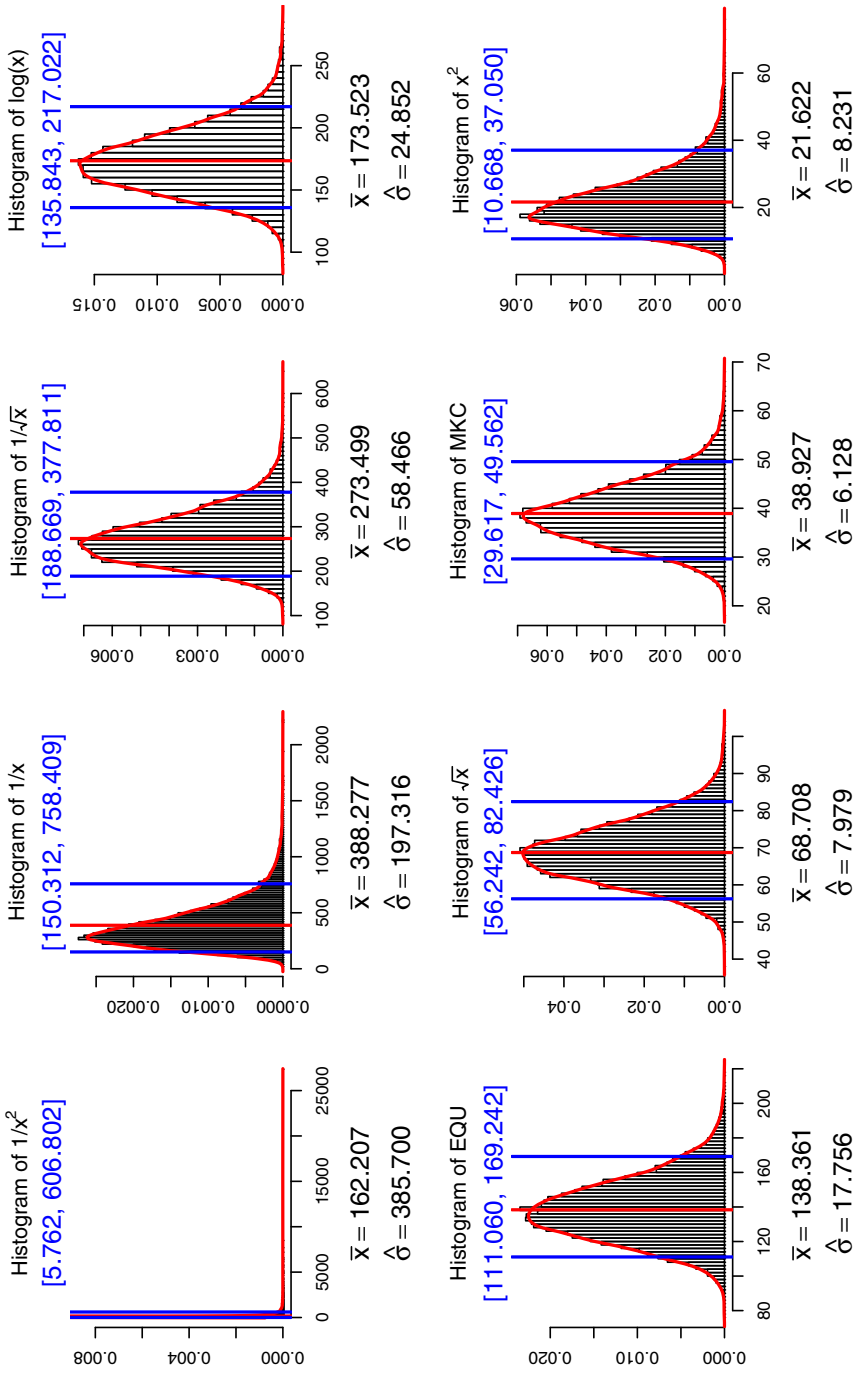 Histogram of 1/x²
[5.762, 606.802]
0.008
0.004
0.000
0 5000 15000 25000
x̄ = 162.207
σ̂ = 385.700
Histogram of 1/x
[150.312, 758.409]
0.0020
0.0010
0.0000
0 500 1000 1500 2000
x̄ = 388.277
σ̂ = 197.316
Histogram of 1/√x
[188.669, 377.811]
0.006
0.003
0.000
100 200 300 400 500 600
x̄ = 273.499
σ̂ = 58.466
Histogram of log(x)
[135.843, 217.022]
0.015
0.010
0.005
0.000
100 150 200 250
x̄ = 173.523
σ̂ = 24.852
Histogram of EQU
[111.060, 169.242]
0.020
0.010
0.000
80 100 120 140 160 200
x̄ = 138.361
σ̂ = 17.756
Histogram of √x
[56.242, 82.426]
0.04
0.02
0.00
40 50 60 70 80 90
x̄ = 68.708
σ̂ = 7.979
Histogram of MKC
[29.617, 49.562]
0.06
0.04
0.02
0.00
20 30 40 50 60 70
x̄ = 38.927
σ̂ = 6.128
Histogram of x²
[10.668, 37.050]
0.06
0.04
0.02
0.00
20 40 60
x̄ = 21.622
σ̂ = 8.231